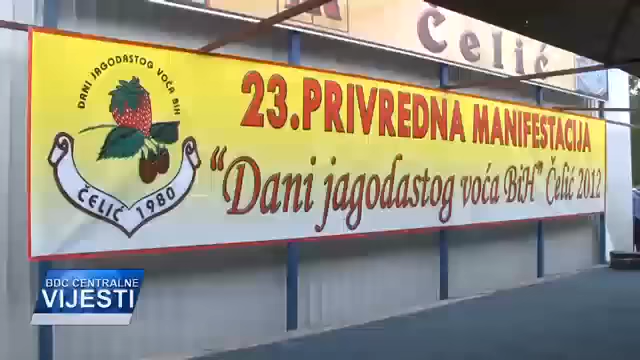 Čelić
DANI JAGODASTOG VOĆA BIH
ČELIĆ 1980
23.PRIVREDNA MANIFESTACIJA
“Dani jagodastog voća BiH” Čelić 2012
BDC CENTRALNE
VIJESTI